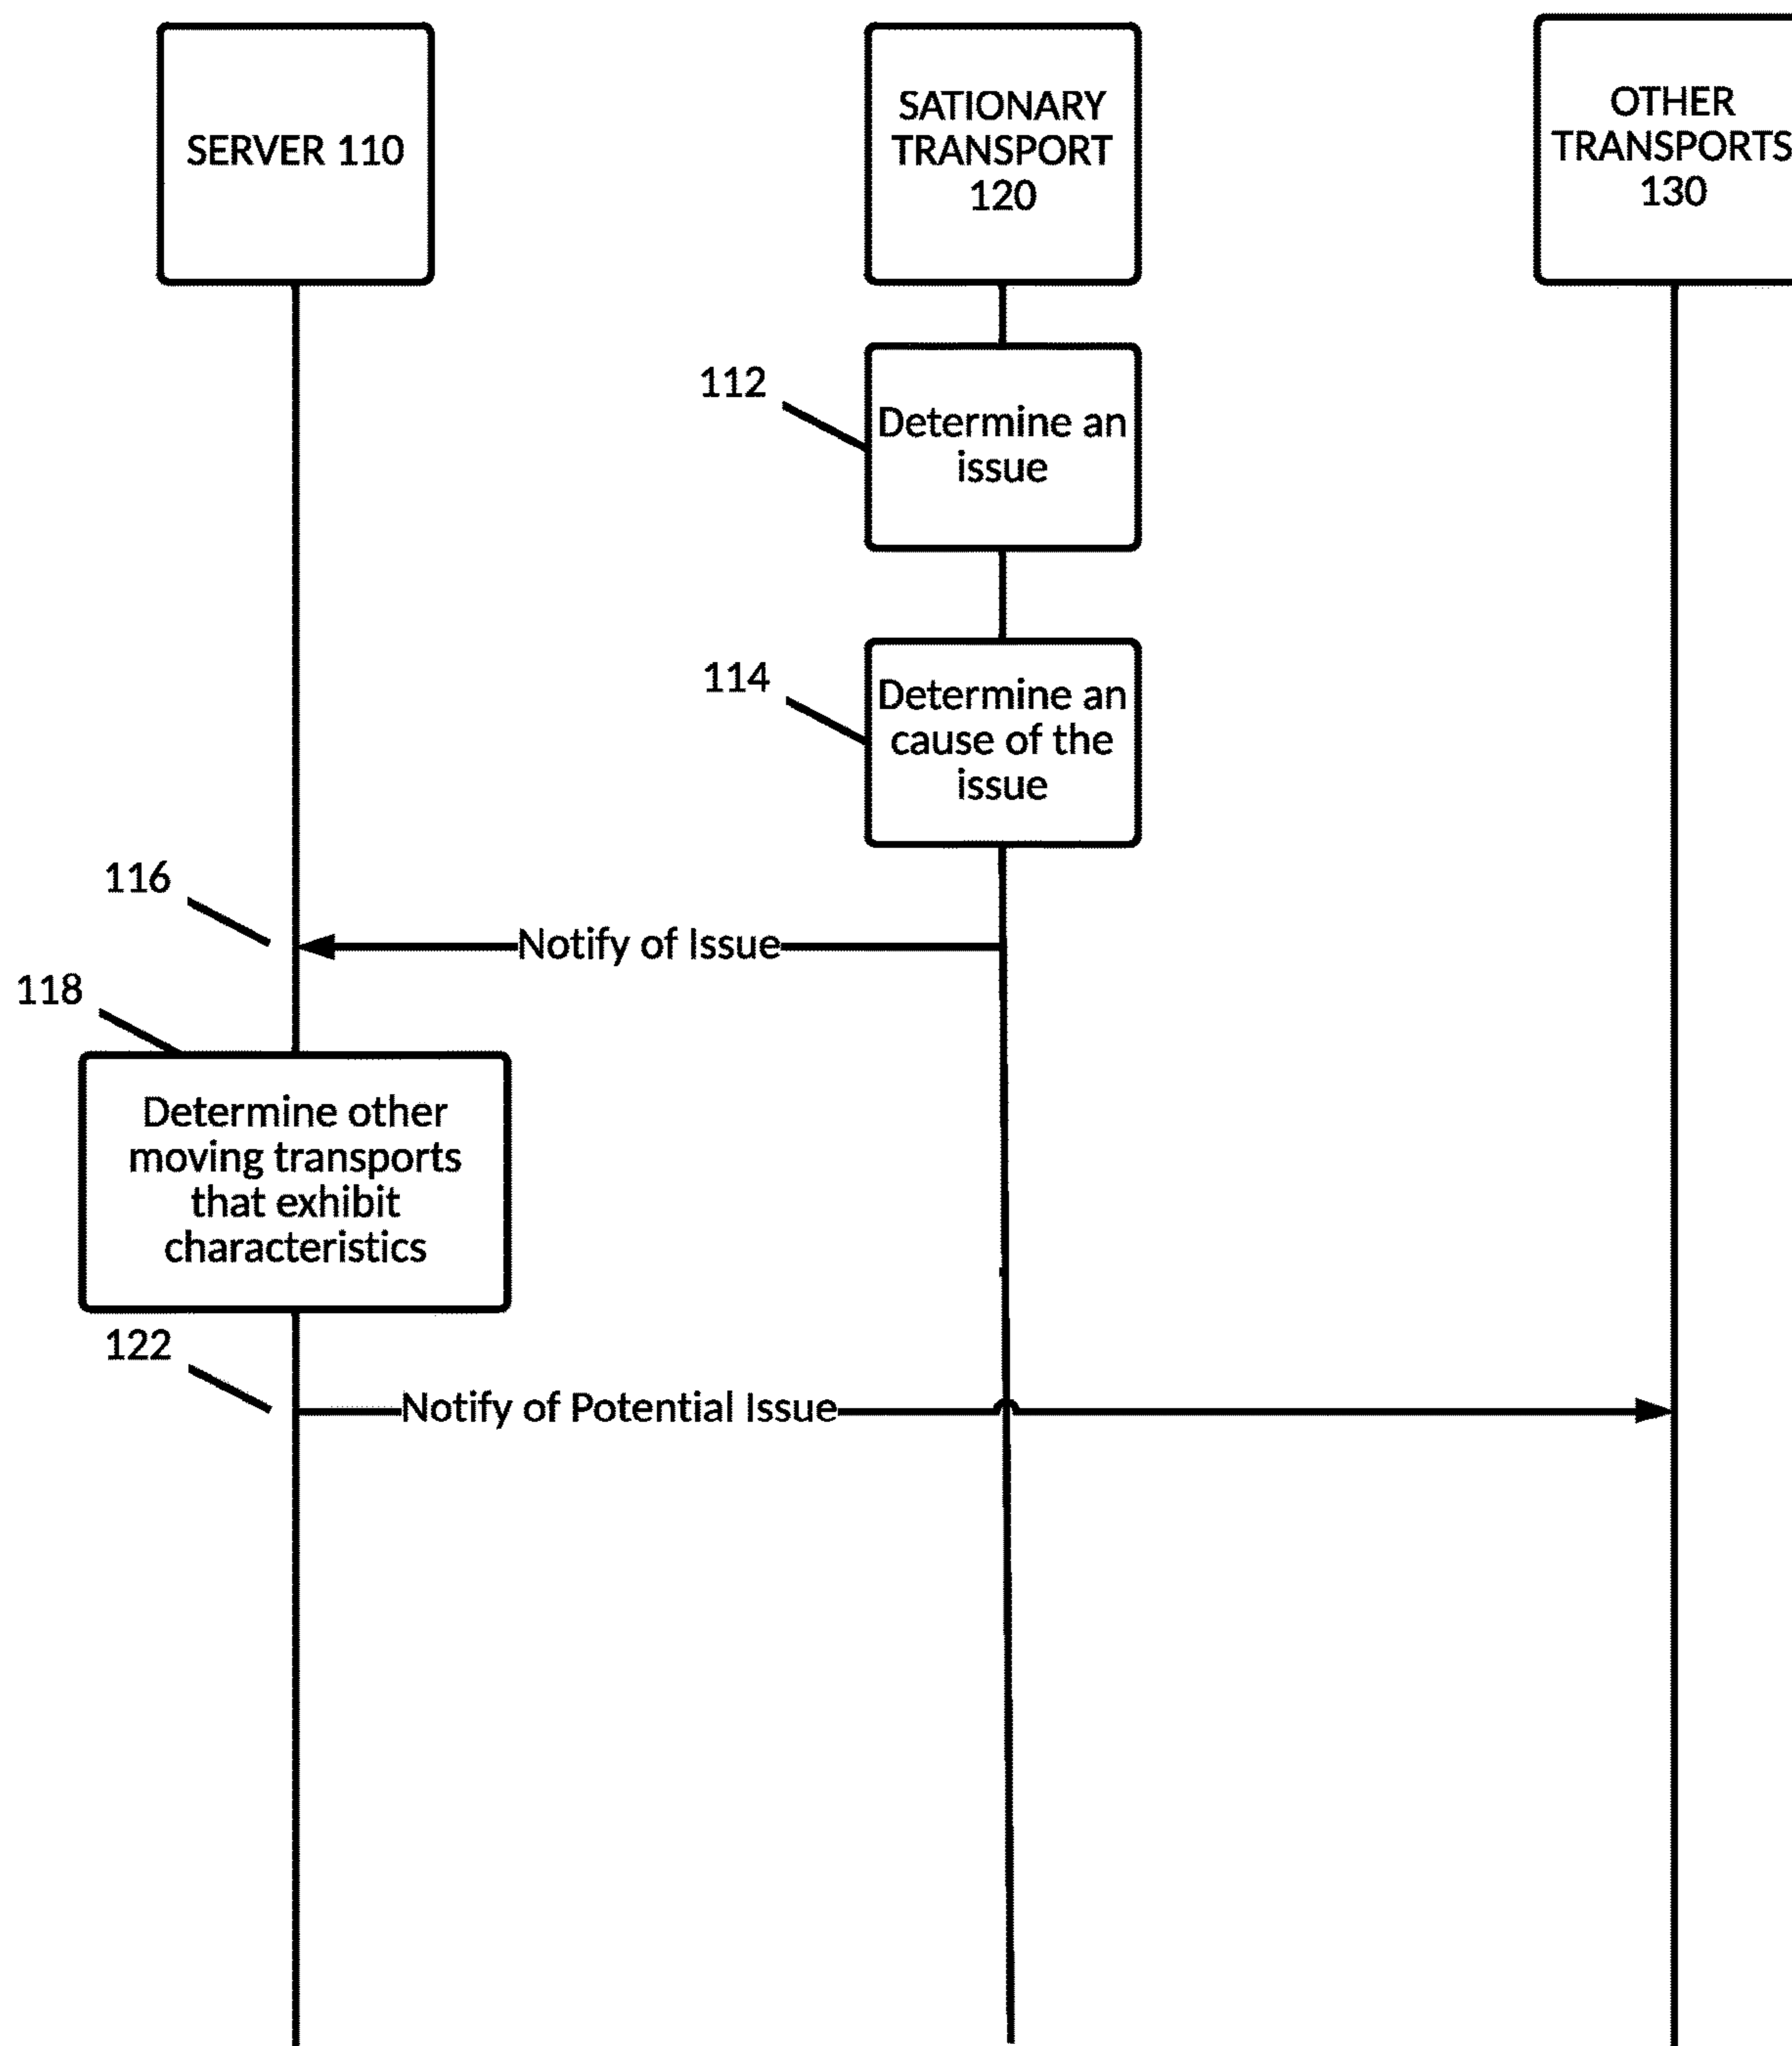 SERVER 110
SATIONARY
TRANSPORT
120
OTHER
TRANSPORTS
130
112
Determine an
issue
114
Determine an
cause of the
issue
116
Notify of Issue
118
Determine other
moving transports
that exhibit
characteristics
122
Notify of Potential Issue